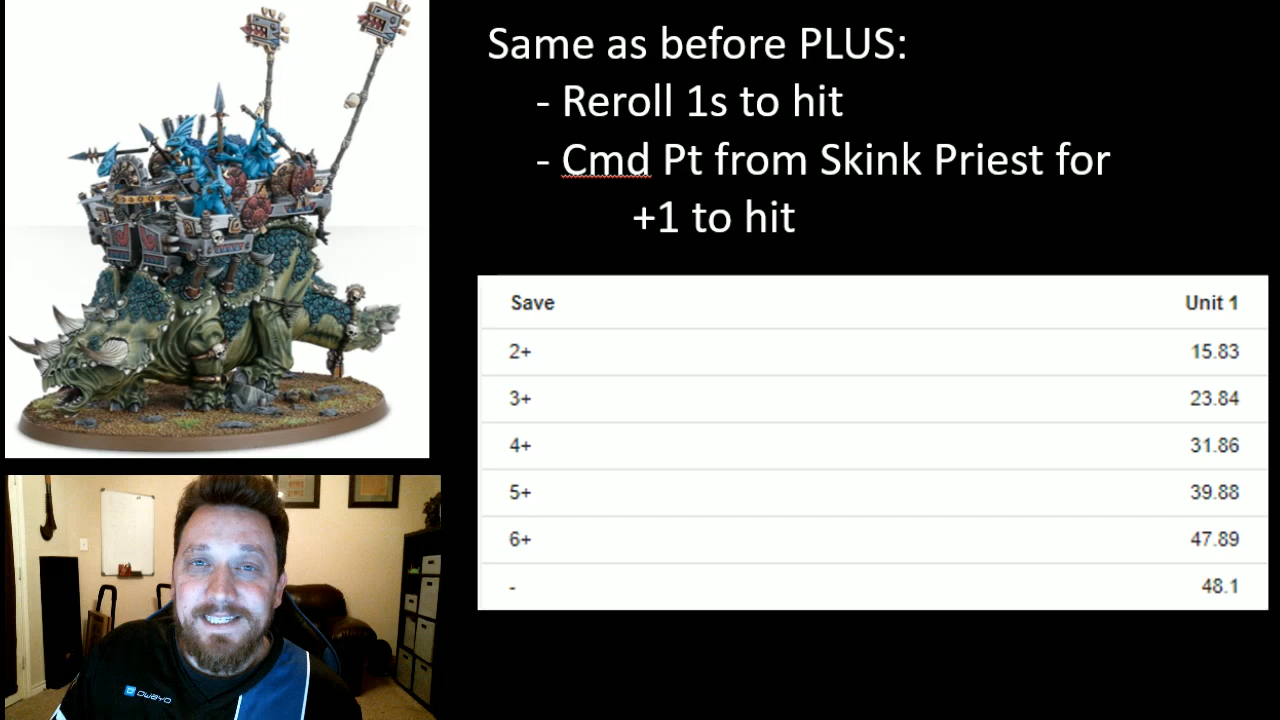 Same as before PLUS:
- Reroll 1s to hit
- Cmd Pt from Skink Priest for
+1 to hit
Save Unit 1
2+ 15.83
3+ 23.84
4+ 31.86
5+ 39.88
6+ 47.89
- 48.1
DWAYO